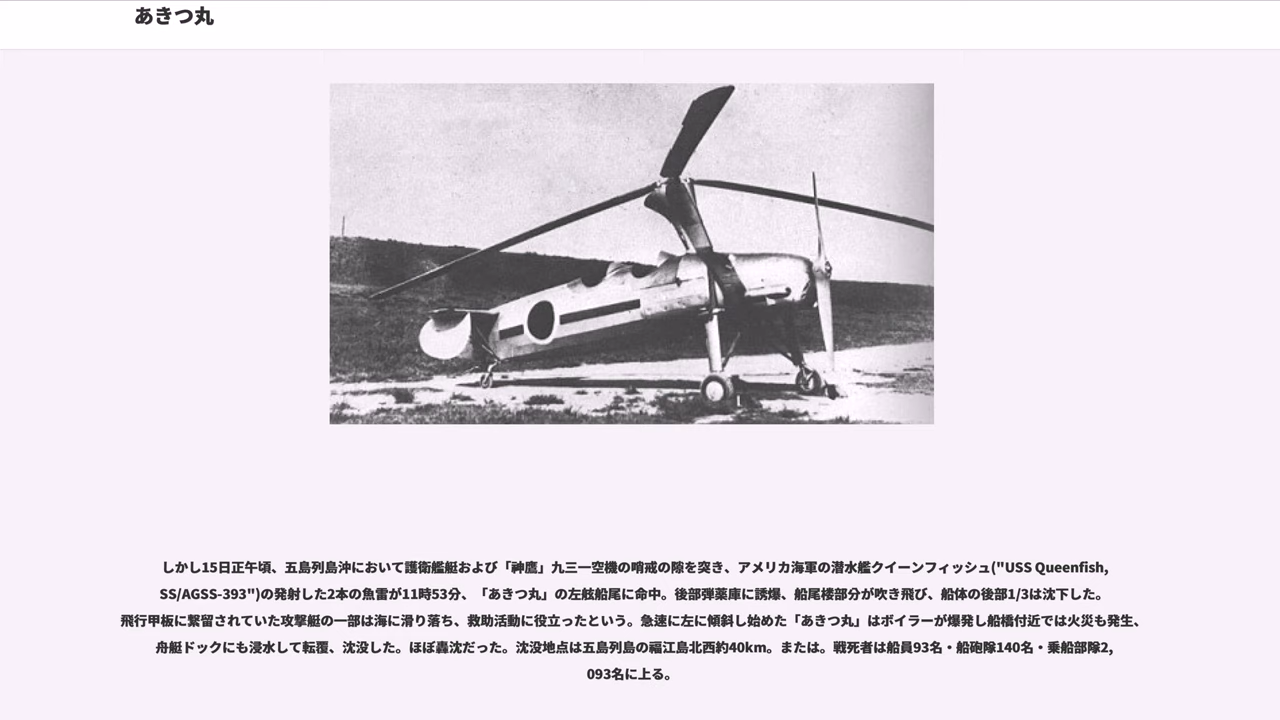 あきつ丸
しかし15日正午頃、五島列島沖において護衛艦艇および「神鷹」九三一空機の哨戒の隙を突き、アメリカ海軍の潜水艦クイーンフィッシュ("USS Queenfish,
SS/AGSS-393")の発射した2本の魚雷が11時53分、「あきつ丸」の左舷船尾に命中。後部弾薬庫に誘爆、船尾楼部分が吹き飛び、船体の後部1/3は沈下した。
飛行甲板に繋留されていた攻撃艇の一部は海に滑り落ち、救助活動に役立ったという。急速に左に傾斜し始めた「あきつ丸」はボイラーが爆発し船橋付近では火災も発生、
舟艇ドックにも浸水して転覆、沈没した。ほぼ轟沈だった。沈没地点は五島列島の福江島北西約40km。または。戦死者は船員93名・船砲隊140名・乗船部隊2,
093名に上る。